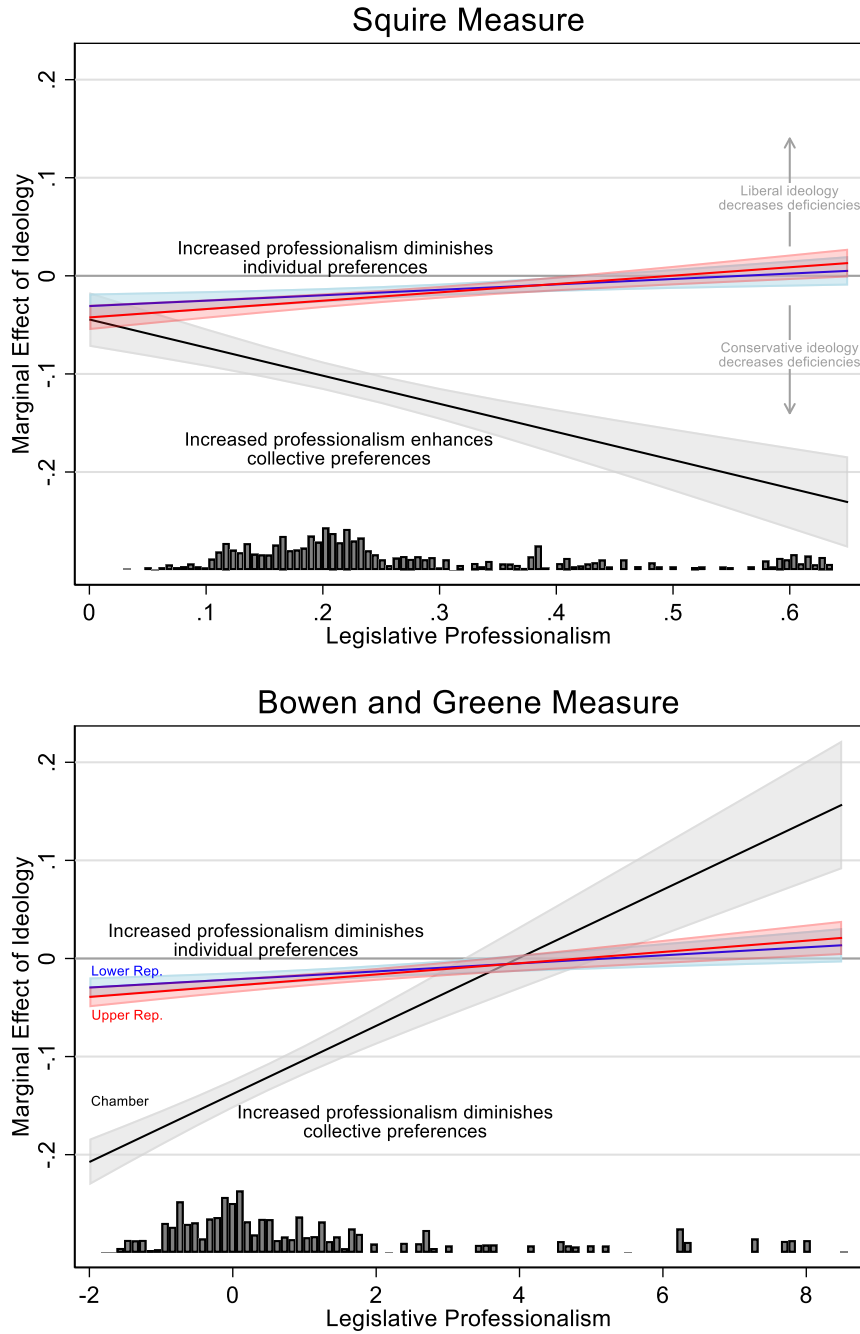 Squire Measure
Marginal Effect of Ideology
.2
.1
0
-.1
-.2
Liberal ideology
decreases deficiencies
Increased professionalism diminishes
individual preferences
Conservative ideology
decreases deficiencies
Increased professionalism enhances
collective preferences
0 .1 .2 .3 .4 .5 .6
Legislative Professionalism
Bowen and Greene Measure
Marginal Effect of Ideology
.2
.1
0
-.1
-.2
Increased professionalism diminishes
individual preferences
Lower Rep.
Upper Rep.
Chamber
Increased professionalism diminishes
collective preferences
-2 0 2 4 6 8
Legislative Professionalism